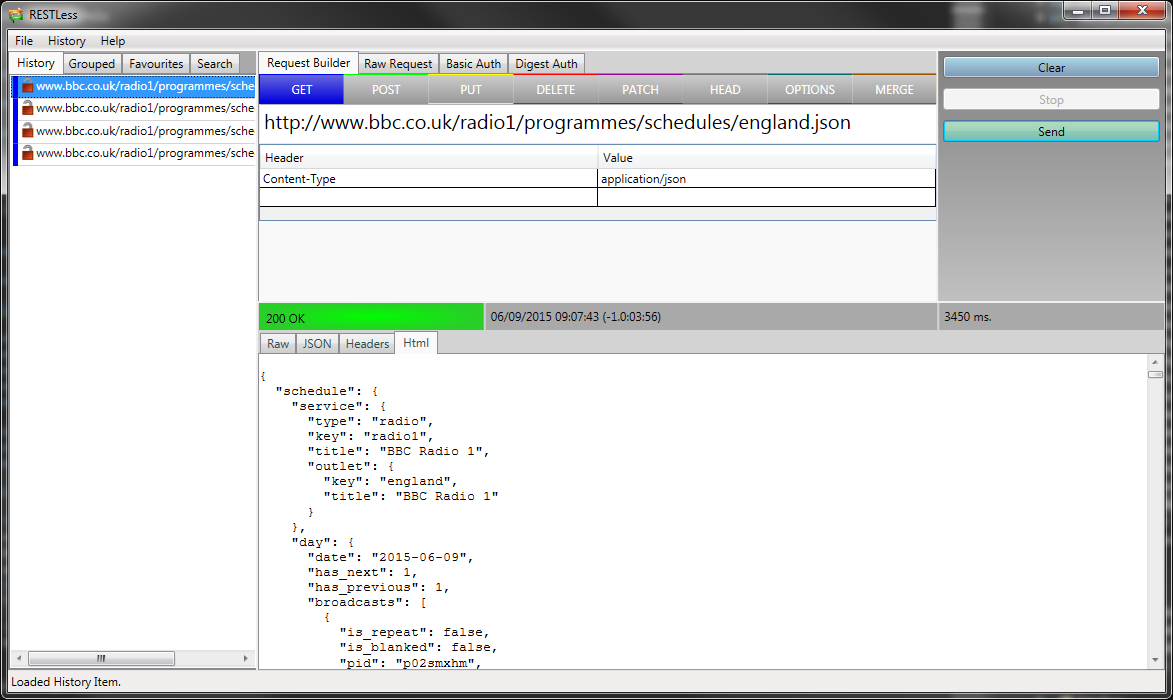 RESTLess
File History Help
History Grouped Favourites Search
www.bbc.co.uk/radio1/programmes/sche
www.bbc.co.uk/radio1/programmes/sche
www.bbc.co.uk/radio1/programmes/sche
www.bbc.co.uk/radio1/programmes/sche
Request Builder Raw Request Basic Auth Digest Auth
GET POST PUT DELETE PATCH HEAD OPTIONS MERGE
http://www.bbc.co.uk/radio1/programmes/schedules/england.json
Header Value
Content-Type application/json
Clear
Stop
Send
200 OK 06/09/2015 09:07:43 (-1.0:03:56) 3450 ms.
Raw JSON Headers Html
{
"schedule": {
"service": {
"type": "radio",
"key": "radio1",
"title": "BBC Radio 1",
"outlet": {
"key": "england",
"title": "BBC Radio 1"
}
},
"day": {
"date": "2015-06-09",
"has_next": 1,
"has_previous": 1,
"broadcasts": [
{
"is_repeat": false,
"is_blanked": false,
"pid": "p02smxhm",
Loaded History Item.